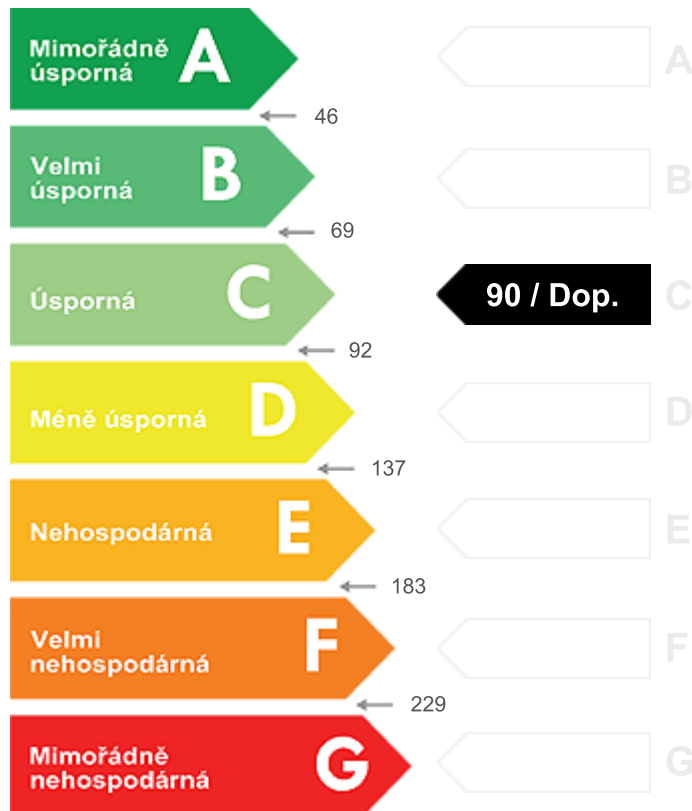 Mimořádně
úsporná
A
A
46
Velmi
úsporná
B
B
69
Úsporná
C
90 / Dop.
C
92
Méně úsporná
D
D
137
Nehospodárná
E
E
183
Velmi
nehospodárná
F
F
229
Mimořádně
nehospodárná
G
G